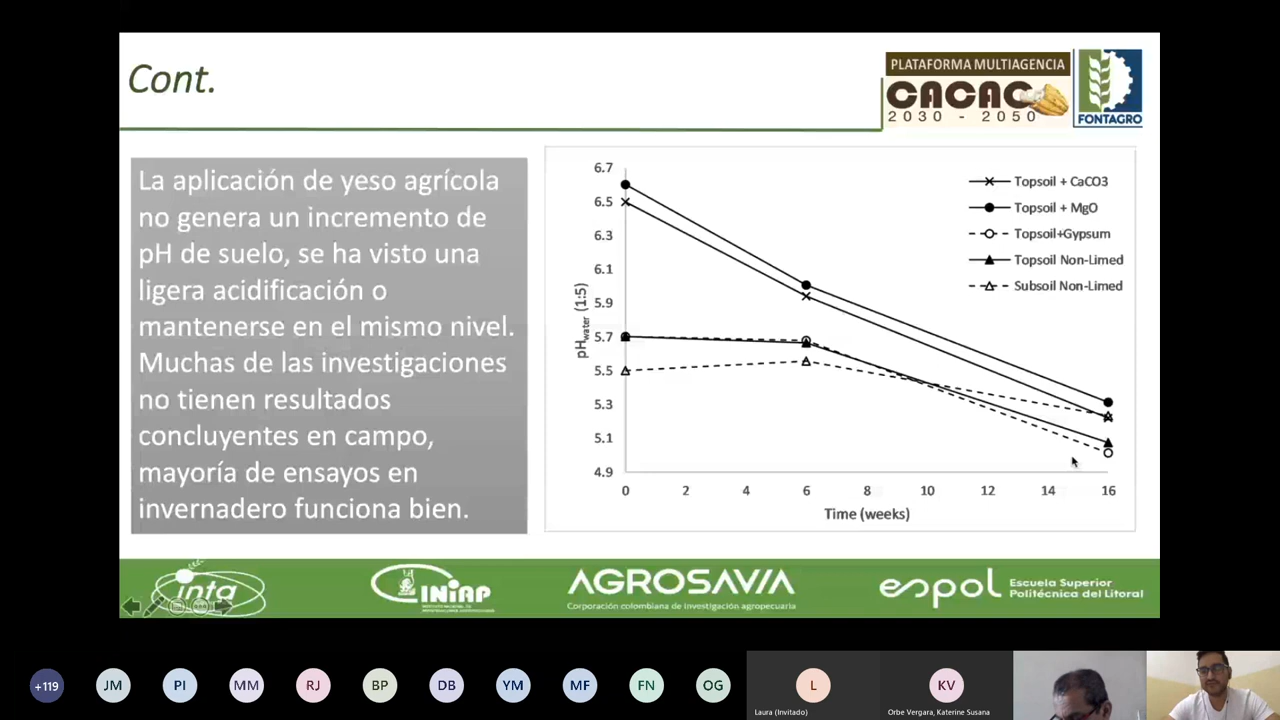 Cont.
PLATAFORMA MULTIAGENCIA
CACAO
2030 - 2050
FONTAGRO
La aplicación de yeso agrícola
no genera un incremento de
pH de suelo, se ha visto una
ligera acidificación o
mantenerse en el mismo nivel.
Muchas de las investigaciones
no tienen resultados
concluyentes en campo,
mayoría de ensayos en
invernadero funciona bien.
6.7
6.5
6.3
6.1
5.9
5.7
5.5
5.3
5.1
4.9
pHwater (1:5)
0 2 4 6 8 10 12 14 16
Time (weeks)
Topsoil + CaCO3
Topsoil + MgO
Topsoil+Gypsum
Topsoil Non-Limed
Subsoil Non-Limed
inta
INIAP
AGROSAVIA
Corporación colombiana de investigación agropecuaria
espol
Escuela Superior
Politécnica del Litoral
+119 JM PI MM RJ BP DB YM MF FN OG L KV
Laura (Invitado)
Orbe Vergara, Katerine Susana